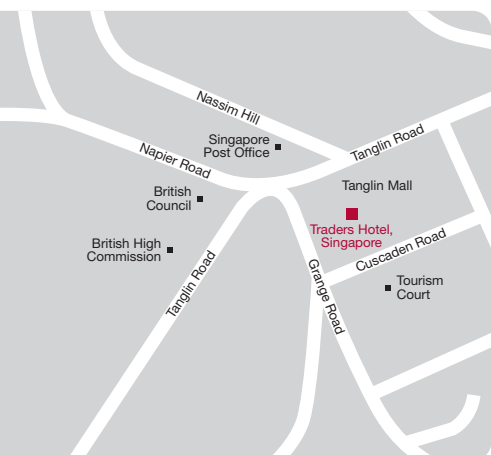 Nassim Hill
Singapore
Post Office
Tanglin Road
Napier Road
Tanglin Mall
British
Council
Traders Hotel,
Singapore
British High
Commission
Cuscaden Road
Tanglin Road
Grange Road
Tourism
Court